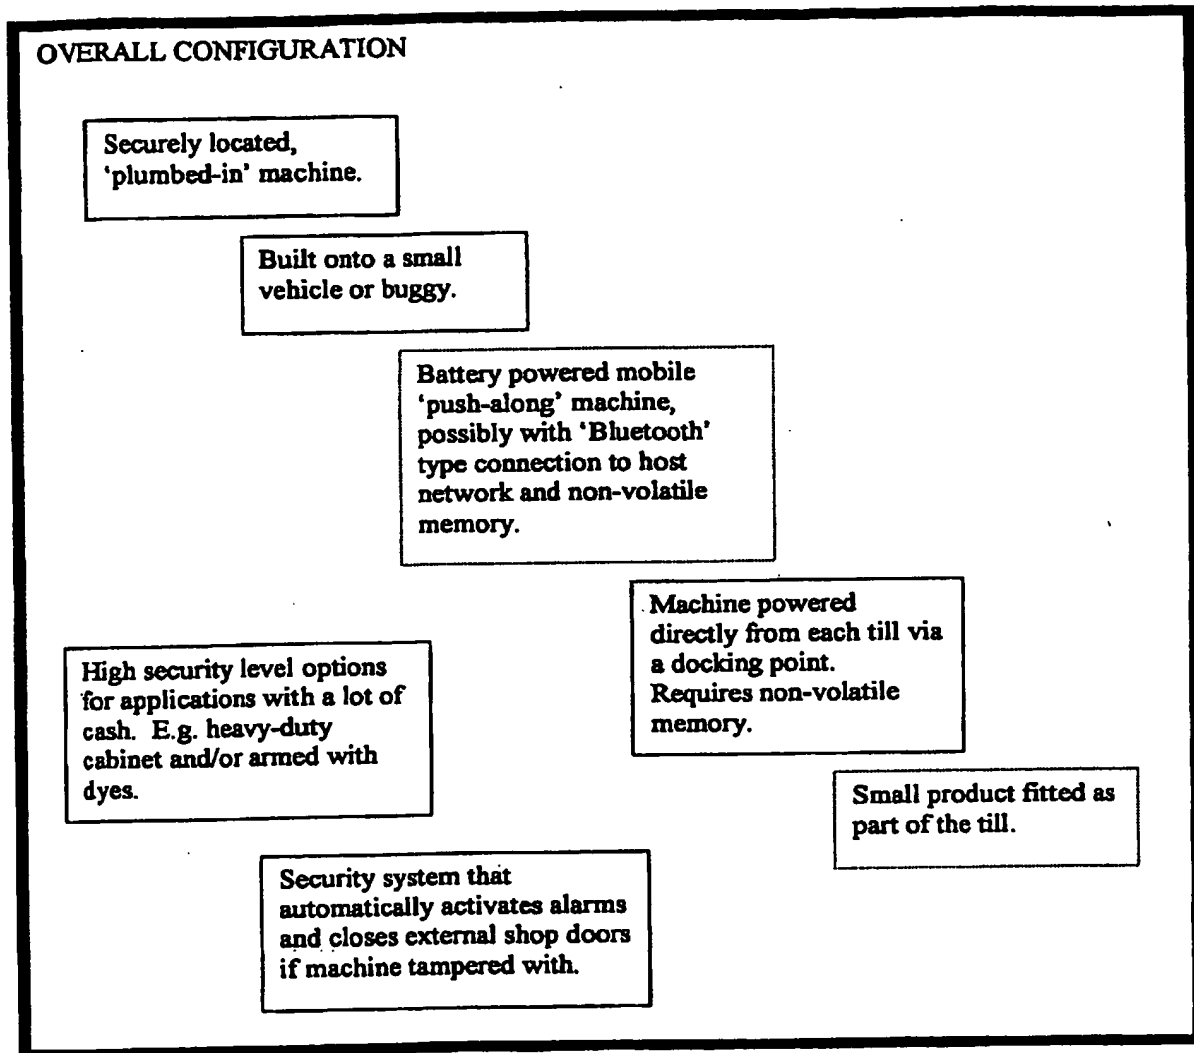 OVERALL CONFIGURATION
Securely located,
‘plumbed-in’ machine.
Built onto a small
vehicle or buggy.
Battery powered mobile
‘push-along’ machine,
possibly with ‘Bluetooth’
type connection to host
network and non-volatile
memory.
Machine powered
directly from each till via
a docking point.
Requires non-volatile
memory.
High security level options
for applications with a lot of
cash. E.g. heavy-duty
cabinet and/or armed with
dyes.
Small product fitted as
part of the till.
Security system that
automatically activates alarms
and closes external shop doors
if machine tampered with.